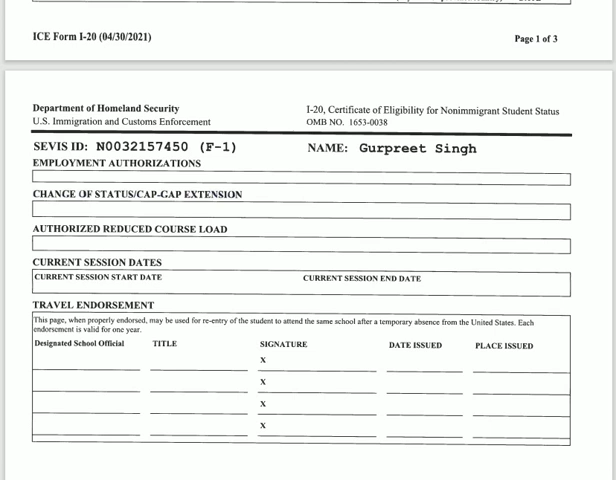 ICE Form I-20 (04/30/2021)
Page 1 of 3
Department of Homeland Security
I-20, Certificate of Eligibility for Nonimmigrant Student Status
U.S. Immigration and Customs Enforcement
OMB NO. 1653-0038
SEVIS ID: N0032157450 (F-1)
NAME: Gurpreet Singh
EMPLOYMENT AUTHORIZATIONS
CHANGE OF STATUS/CAP-GAP EXTENSION
AUTHORIZED REDUCED COURSE LOAD
CURRENT SESSION DATES
CURRENT SESSION START DATE
CURRENT SESSION END DATE
TRAVEL ENDORSEMENT
This page, when properly endorsed, may be used for re-entry of the student to attend the same school after a temporary absence from the United States. Each
endorsement is valid for one year.
Designated School Official TITLE SIGNATURE DATE ISSUED PLACE ISSUED
X
X
X
X